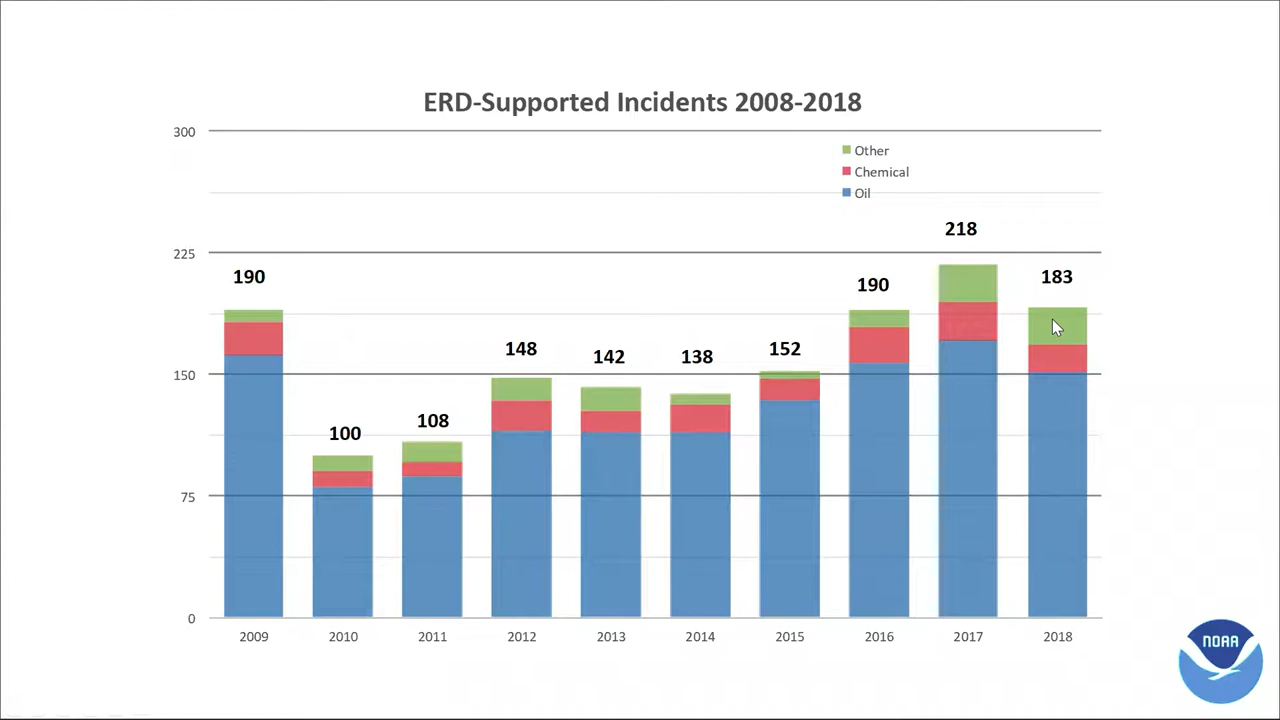 ERD-Supported Incidents 2008-2018
300
Other
Chemical
Oil
218
225
190
190
183
148
142
138
152
150
100
108
75
0
2009 2010 2011 2012 2013 2014 2015 2016 2017 2018
NOAA